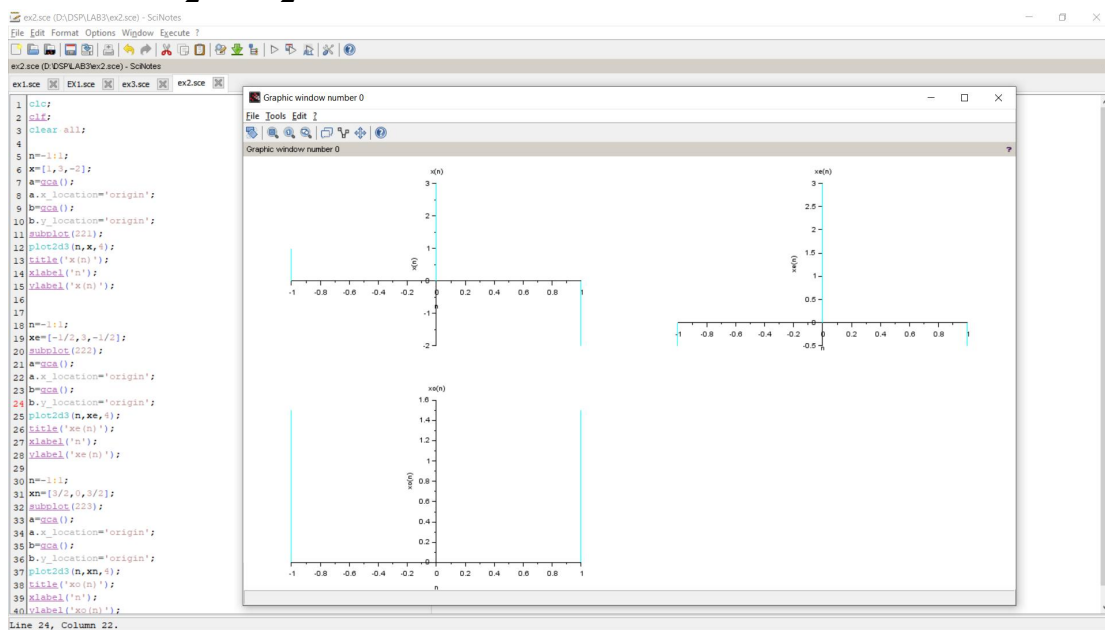 ex2.sce (D:\DSP\LAB3\ex2.sce) - SciNotes
File Edit Format Options Window Execute ?
ex2.sce (D:\DSP\LAB3\ex2.sce) - SciNotes
ex1.sce EX1.sce ex3.sce ex2.sce
1 clc;
2 clf;
3 clear all;
4
5 n=-1:1;
6 x=[1,3,-2];
7 a=gca();
8 a.x_location='origin';
9 b=gca();
10 b.y_location='origin';
11 subplot(221);
12 plot2d3(n,x,4);
13 title('x(n)');
14 xlabel('n');
15 ylabel('x(n)');
16
17
18 n=-1:1;
19 xe=[-1/2,3,-1/2];
20 subplot(222);
21 a=gca();
22 a.x_location='origin';
23 b=gca();
24 b.y_location='origin';
25 plot2d3(n,xe,4);
26 title('xe(n)');
27 xlabel('n');
28 ylabel('xe(n)');
29
30 n=-1:1;
31 xn=[3/2,0,3/2];
32 subplot(223);
33 a=gca();
34 a.x_location='origin';
35 b=gca();
36 b.y_location='origin';
37 plot2d3(n,xn,4);
38 title('xo(n)');
39 xlabel('n');
40 ylabel('xo(n)');
Graphic window number 0
File Tools Edit ?
Graphic window number 0 ?
x(n)
3
2
1
0
-1
-2
x(n)
-1 -0.8 -0.6 -0.4 -0.2 0 0.2 0.4 0.6 0.8 1
n
xe(n)
3
2.5
2
1.5
1
0.5
0
-0.5
xe(n)
-1 -0.8 -0.6 -0.4 -0.2 0 0.2 0.4 0.6 0.8 1
n
xo(n)
1.6
1.4
1.2
1
0.8
0.6
0.4
0.2
0
xo(n)
-1 -0.8 -0.6 -0.4 -0.2 0 0.2 0.4 0.6 0.8 1
n
Line 24, Column 22.